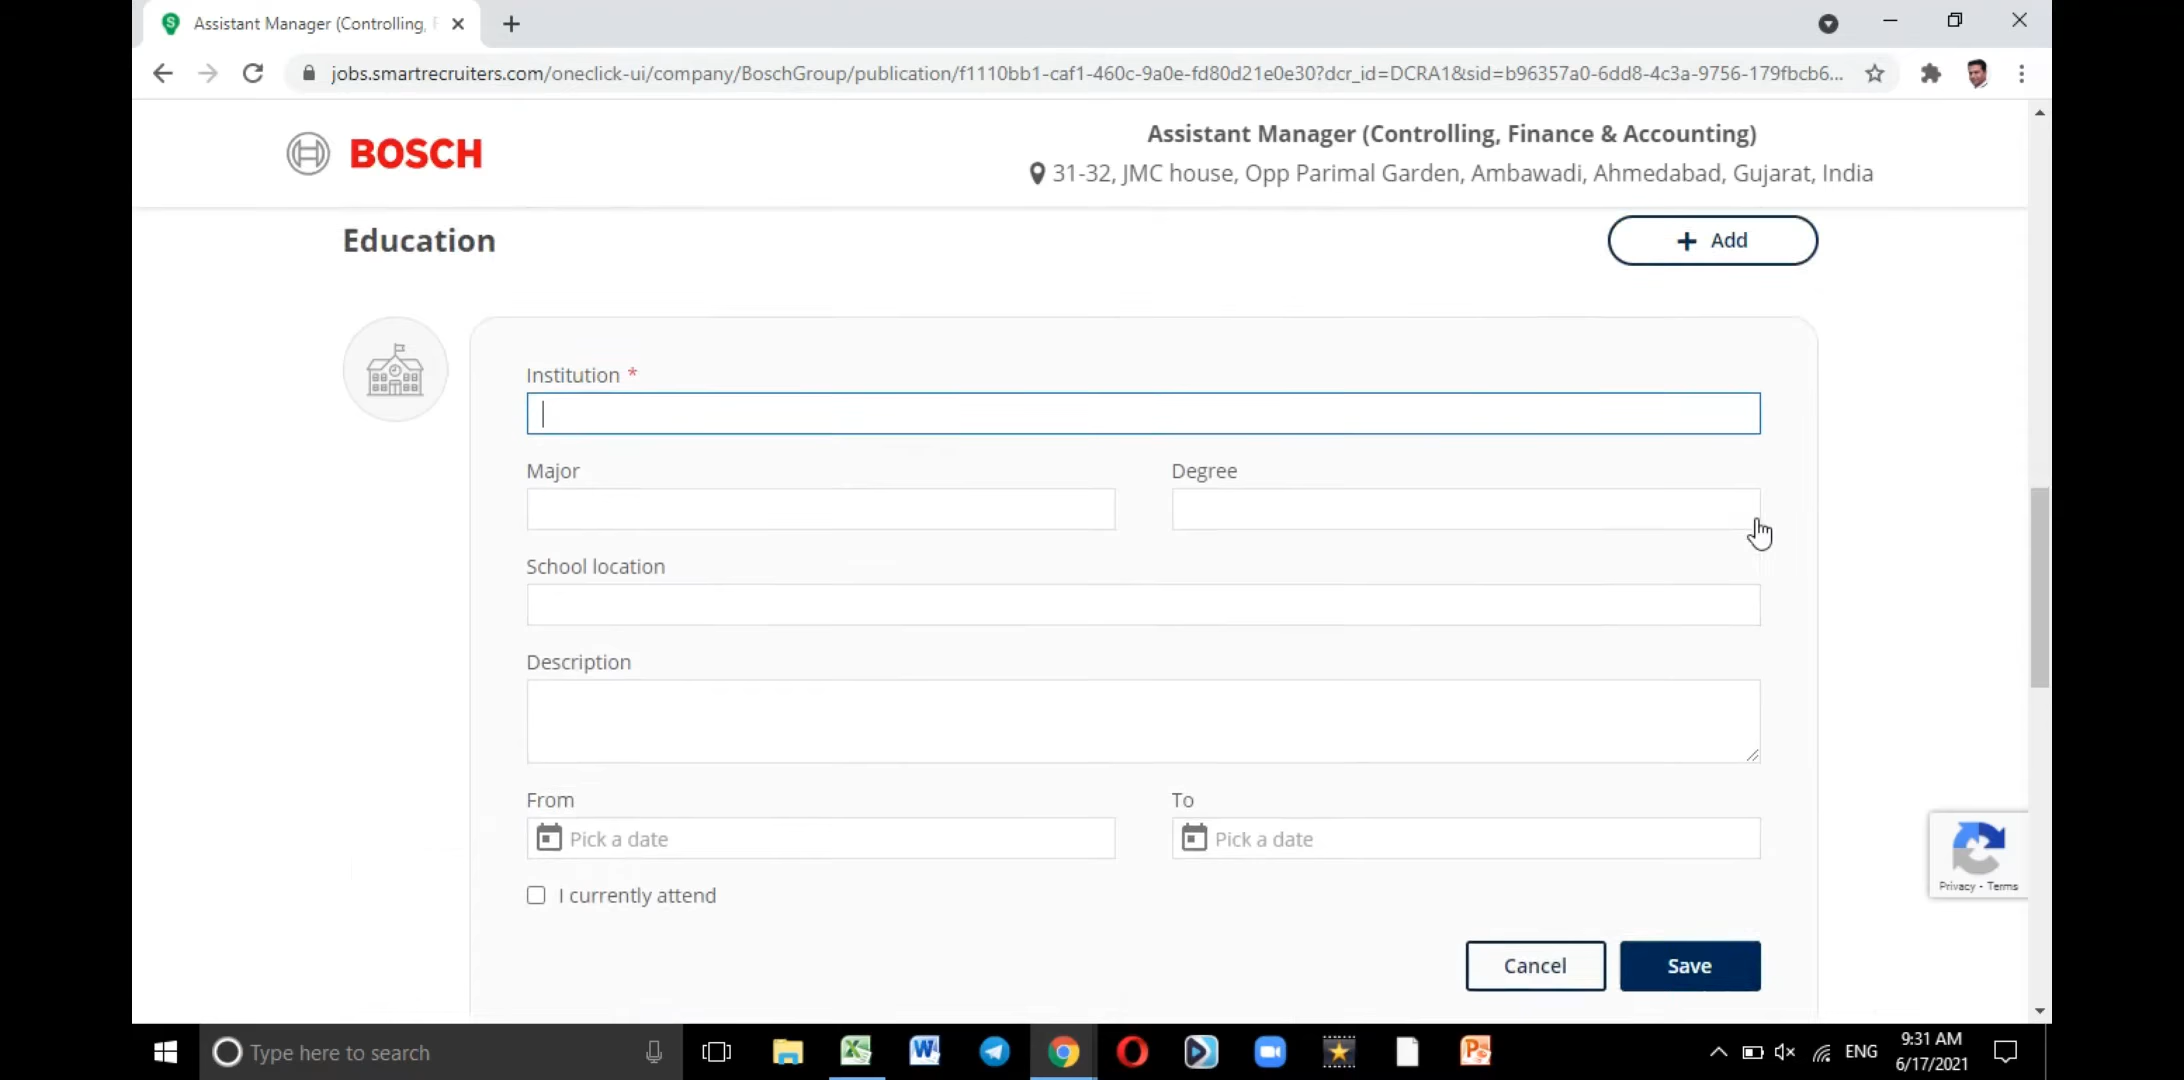 Assistant Manager (Controlling, F
jobs.smartrecruiters.com/oneclick-ui/company/BoschGroup/publication/f1110bb1-caf1-460c-9a0e-fd80d21e0e30?dcr_id=DCRA1&sid=b96357a0-6dd8-4c3a-9756-179fbcb6...
BOSCH
Assistant Manager (Controlling, Finance & Accounting)
31-32, JMC house, Opp Parimal Garden, Ambawadi, Ahmedabad, Gujarat, India
Education
+ Add
Institution *
Major
Degree
School location
Description
From
To
Pick a date
Pick a date
I currently attend
Privacy - Terms
Cancel
Save
Type here to search
ENG
9:31 AM
6/17/2021